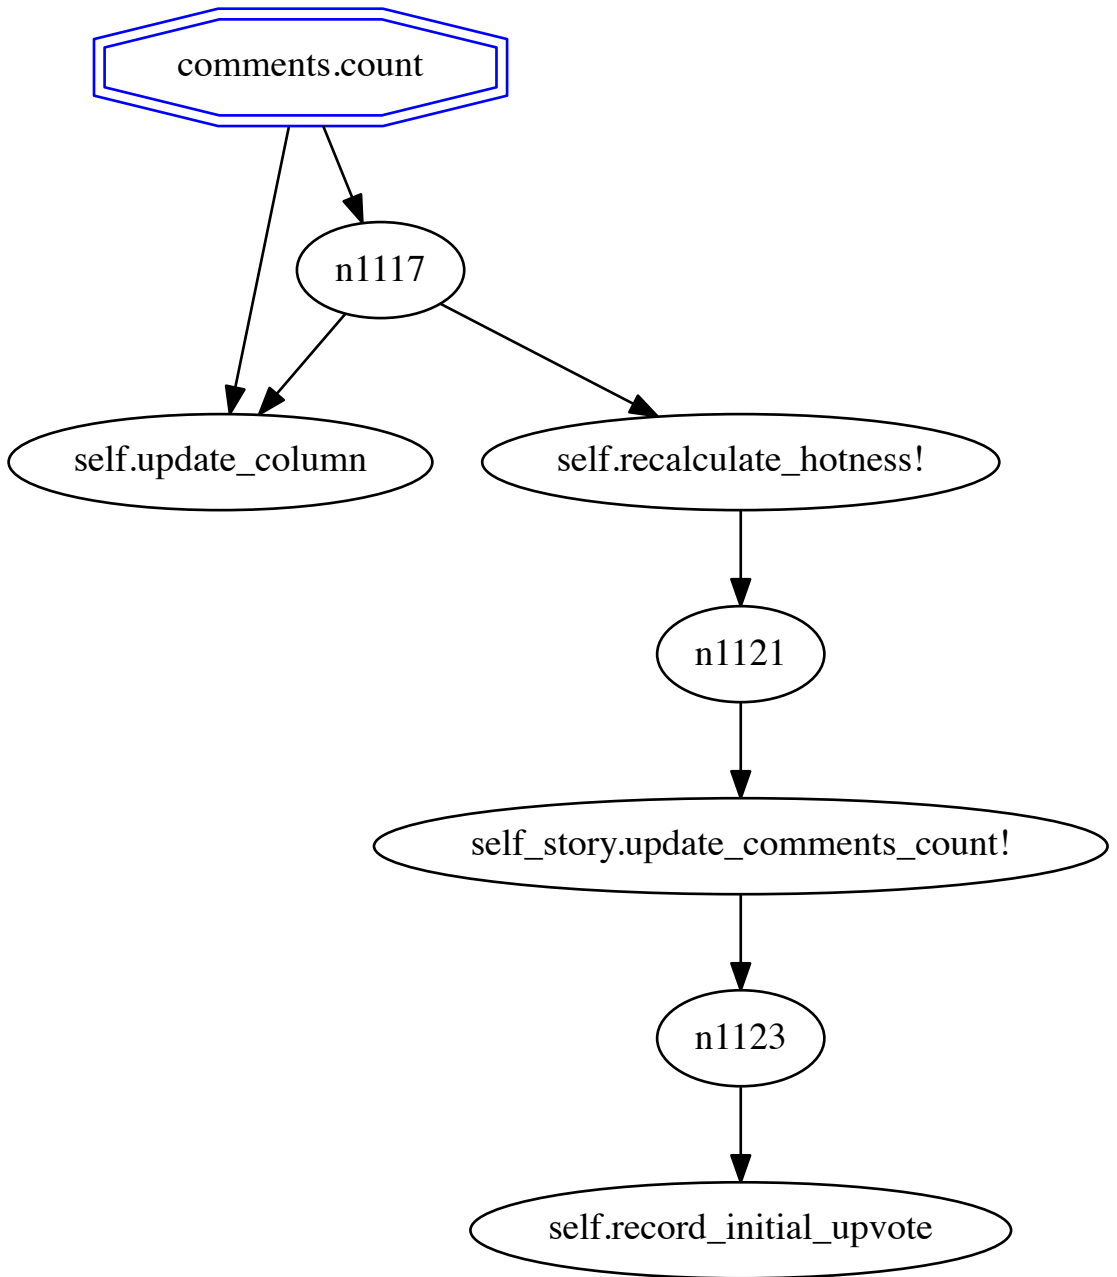 comments.count
n1117
self.update_column
self.recalculate_hotness!
n1121
self_story.update_comments_count!
n1123
self.record_initial_upvote